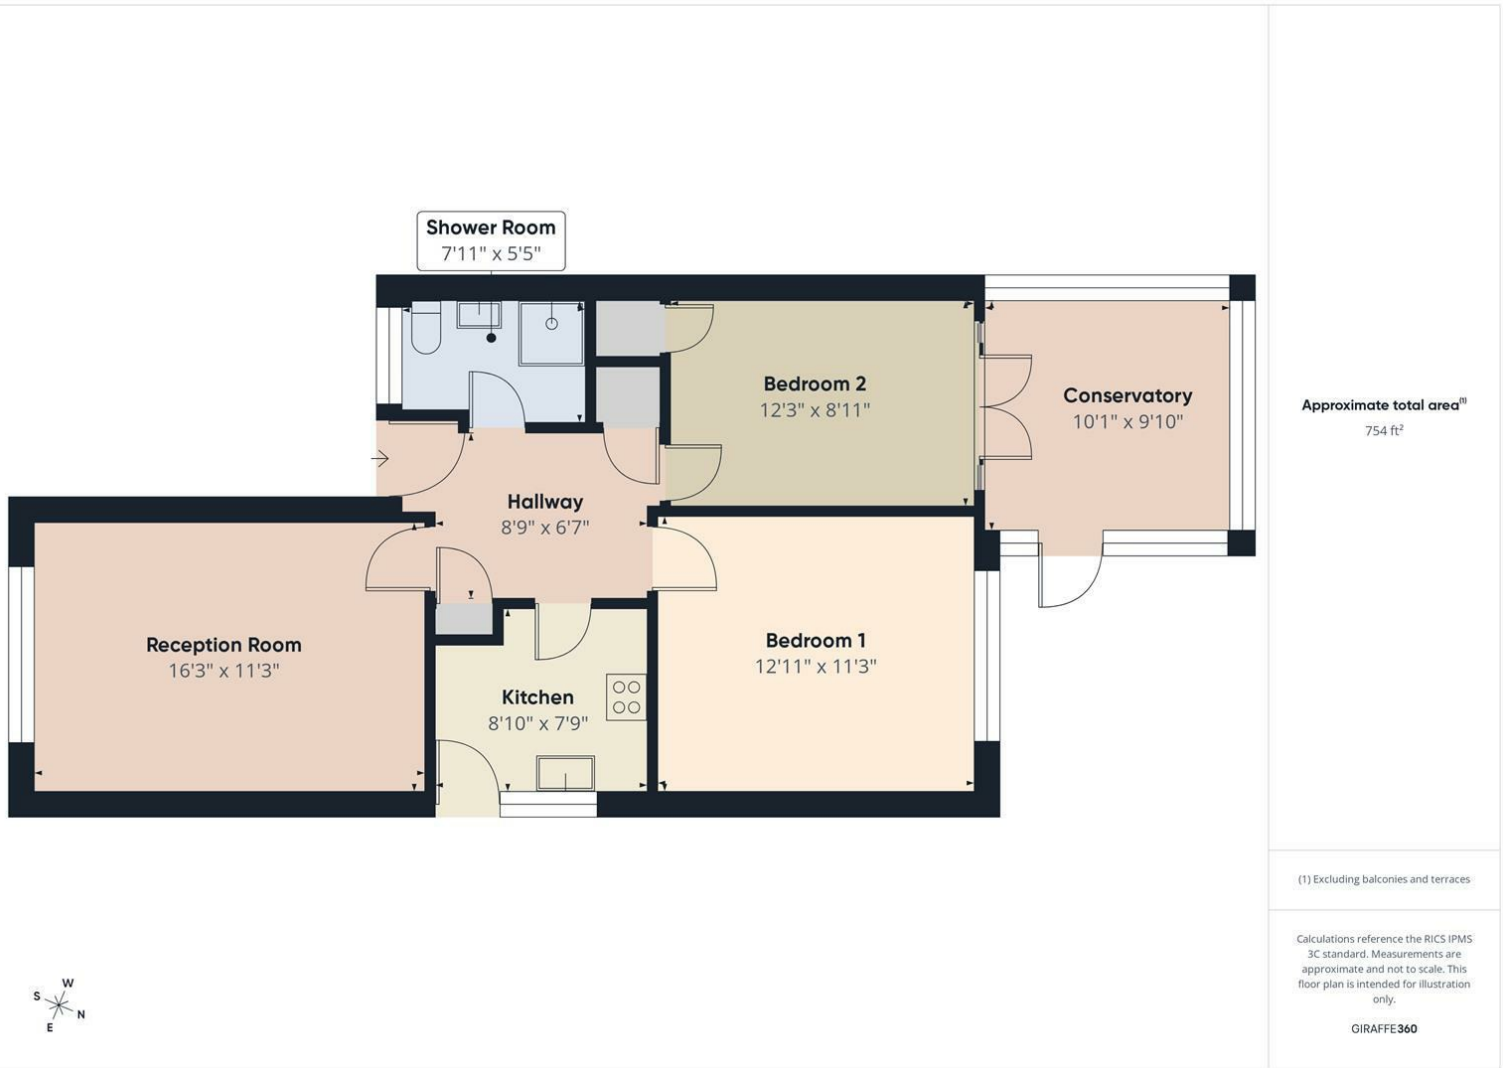 Shower Room
7'11" x 5'5"
Bedroom 2
12'3" x 8'11"
Conservatory
10'1" x 9'10"
Hallway
8'9" x 6'7"
Reception Room
16'3" x 11'3"
Kitchen
8'10" x 7'9"
Bedroom 1
12'11" x 11'3"
W
S
N
E
Approximate total area⁽¹⁾
754 ft²
(1) Excluding balconies and terraces
Calculations reference the RICS IPMS
3C standard. Measurements are
approximate and not to scale. This
floor plan is intended for illustration
only.
GIRAFFE360